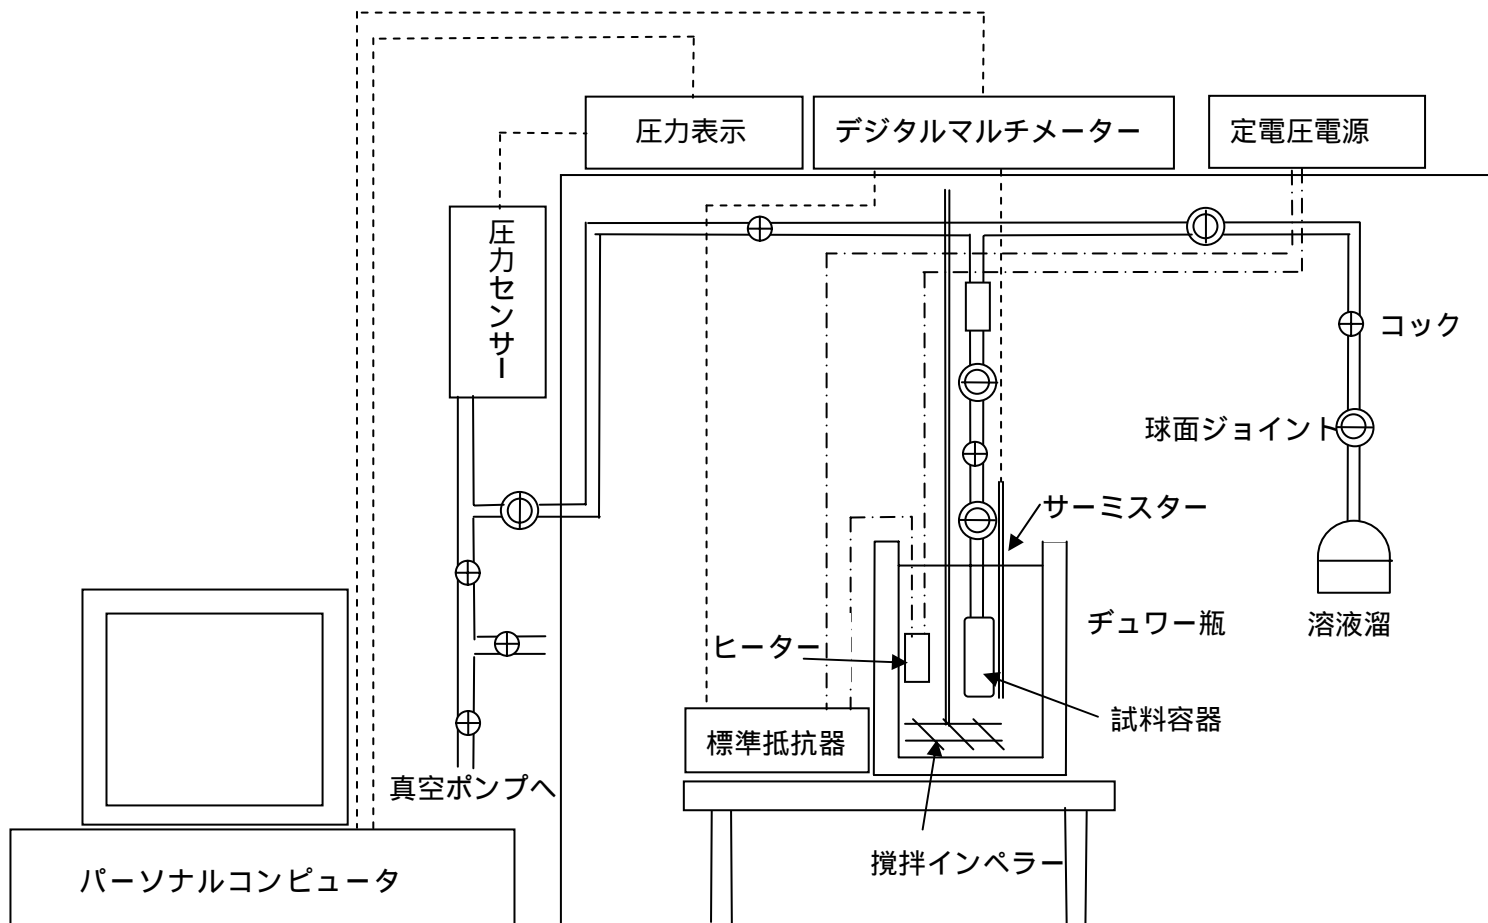 圧力表示
デジタルマルチメーター
定電圧電源
圧力センサー
コック
球面ジョイント
サーミスター
ヂュワー瓶
溶液溜
ヒーター
試料容器
標準抵抗器
真空ポンプへ
撹拌インペラー
パーソナルコンピュータ